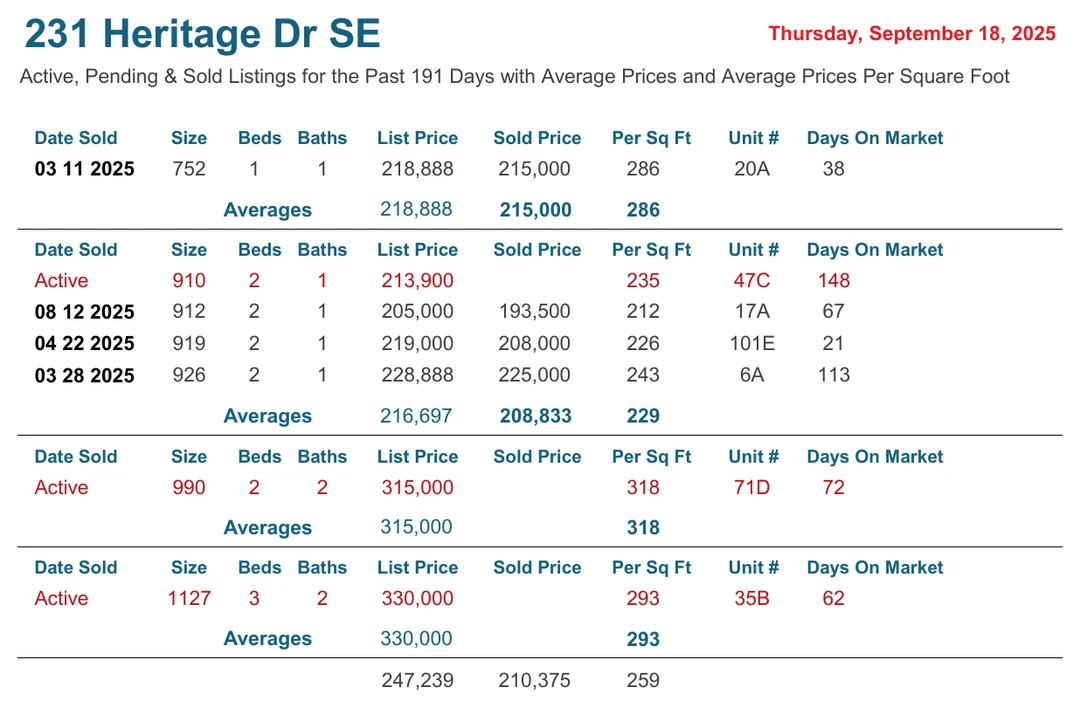 231 Heritage Dr SE Thursday, September 18, 2025
Active, Pending & Sold Listings for the Past 191 Days with Average Prices and Average Prices Per Square Foot
Date Sold Size Beds Baths List Price Sold Price Per Sq Ft Unit # Days On Market
03 11 2025 752 1 1 218,888 215,000 286 20A 38
Averages 218,888 215,000 286
Date Sold Size Beds Baths List Price Sold Price Per Sq Ft Unit # Days On Market
Active 910 2 1 213,900 235 47C 148
08 12 2025 912 2 1 205,000 193,500 212 17A 67
04 22 2025 919 2 1 219,000 208,000 226 101E 21
03 28 2025 926 2 1 228,888 225,000 243 6A 113
Averages 216,697 208,833 229
Date Sold Size Beds Baths List Price Sold Price Per Sq Ft Unit # Days On Market
Active 990 2 2 315,000 318 71D 72
Averages 315,000 318
Date Sold Size Beds Baths List Price Sold Price Per Sq Ft Unit # Days On Market
Active 1127 3 2 330,000 293 35B 62
Averages 330,000 293
247,239 210,375 259